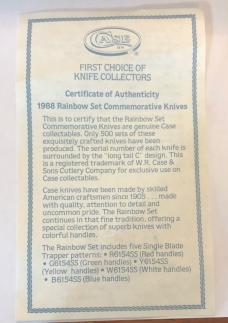 CASE
XX
FIRST CHOICE OF
KNIFE COLLECTORS
Certificate of Authenticity
1988 Rainbow Set Commemorative Knives
This is to certify that the Rainbow Set
Commemorative Knives are genuine Case
collectables. Only 500 sets of these
exquisitely crafted knives have been
produced. The serial number of each knife is
surrounded by the "long tail C" design. This
is a registered trademark of W.R. Case &
Sons Cutlery Company for exclusive use on
Case collectables.
Case knives have been made by skilled
American craftsmen since 1905 . . . made
with quality, attention to detail and
uncommon pride. The Rainbow Set
continues in that fine tradition, offering a
special collection of superb knives with
colorful handles.
The Rainbow Set includes five Single Blade
Trapper patterns: • R6154SS (Red handles)
• G6154SS (Green handles) • Y6154SS
(Yellow handles) • W6154SS (White handles)
• B6154SS (Blue handles)